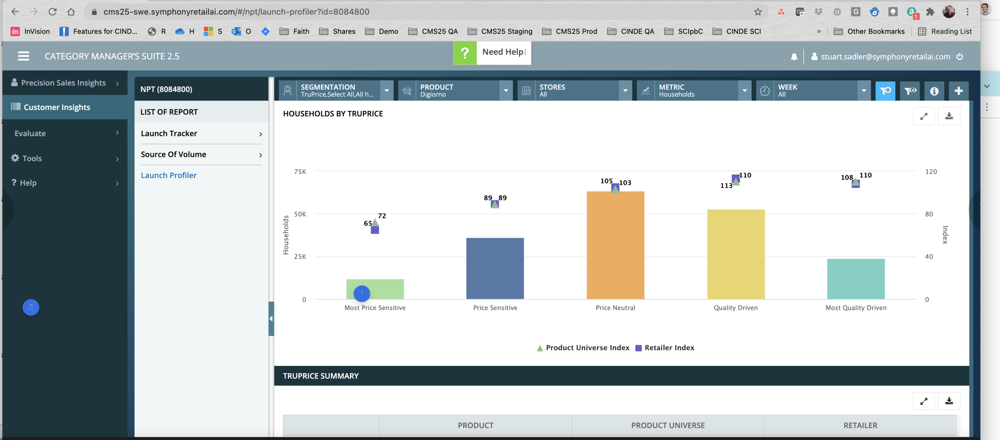 cms25-swe.symphonyretailai.com/#/npt/launch-profiler?id=8084800
InVision Features for CIND... R H S O Faith Shares Demo CMS25 QA CMS25 Staging CMS25 Prod CINDE QA SCIpbC CINDE SCI » Other Bookmarks Reading List
CATEGORY MANAGER'S SUITE 2.5
? Need Help
stuart.sadler@symphonyretailai.com
Precision Sales Insights
Customer Insights
Evaluate
Tools
? Help
2
NPT (8084800)
LIST OF REPORT
Launch Tracker
Source Of Volume
Launch Profiler
SEGMENTATION
TruPrice,Select All,All h...
PRODUCT
Digiorno
STORES
All
METRIC
Households
WEEK
All
HOUSEHOLDS BY TRUPRICE
75K
50K
25K
0
Households
65 72
89 89
105 103
113 110
108 110
120
80
40
0
Index
1
Most Price Sensitive
Price Sensitive
Price Neutral
Quality Driven
Most Quality Driven
Product Universe Index Retailer Index
TRUPRICE SUMMARY
PRODUCT PRODUCT UNIVERSE RETAILER